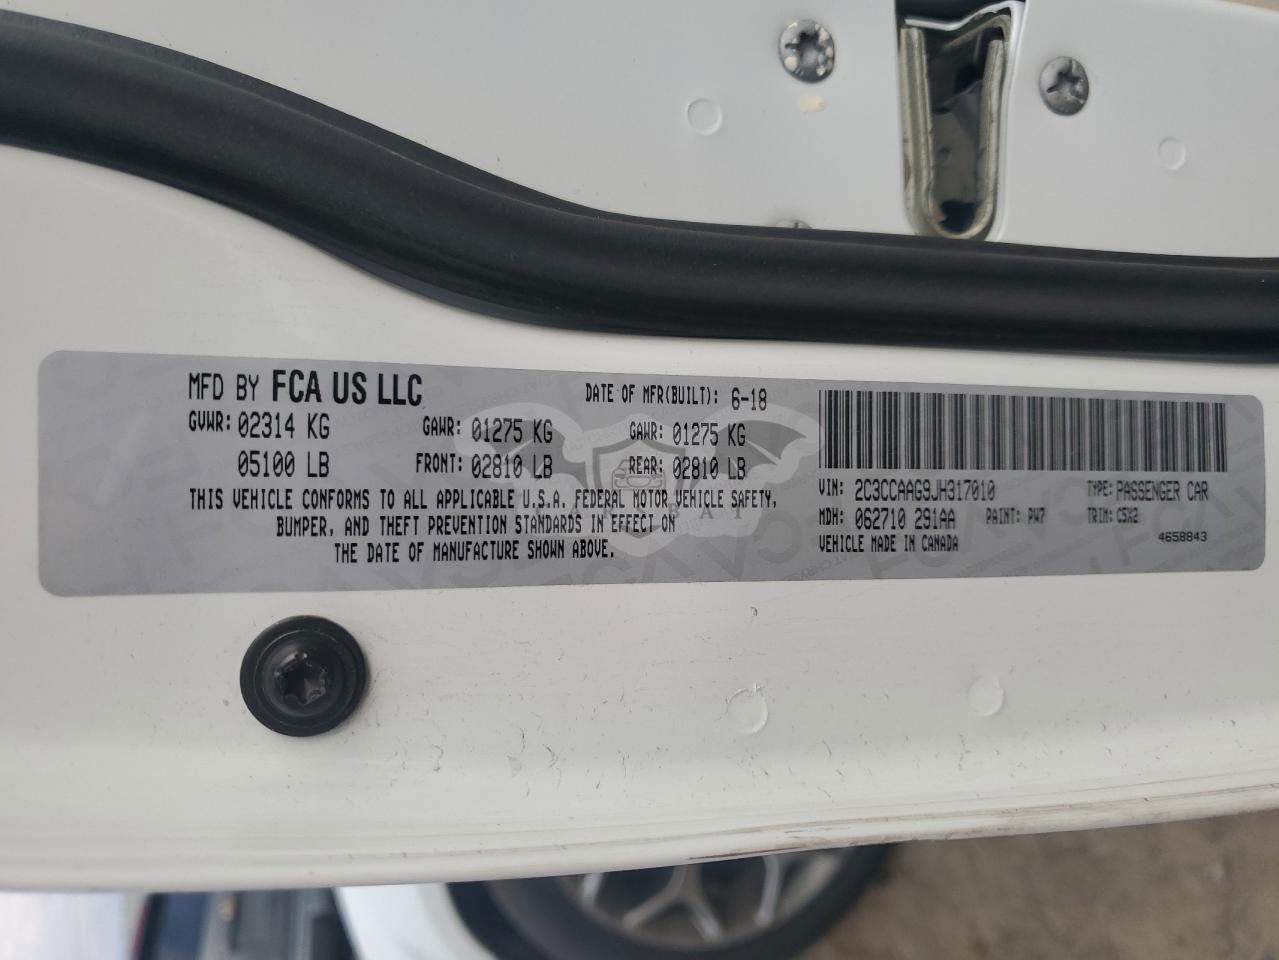 MFD BY FCA US LLC DATE OF MFR(BUILT): 6-18
GVWR: 02314 KG GAWR: 01275 KG GAWR: 01275 KG
05100 LB FRONT: 02810 LB REAR: 02810 LB
THIS VEHICLE CONFORMS TO ALL APPLICABLE U.S.A. FEDERAL MOTOR VEHICLE SAFETY,
BUMPER, AND THEFT PREVENTION STANDARDS IN EFFECT ON
THE DATE OF MANUFACTURE SHOWN ABOVE.
VIN: 2C3CCAAG9JH317010 TYPE: PASSENGER CAR
MDH: 062710 291AA PAINT: PW7 TRIM: C5X2
VEHICLE MADE IN CANADA 4658843
CARSBAT